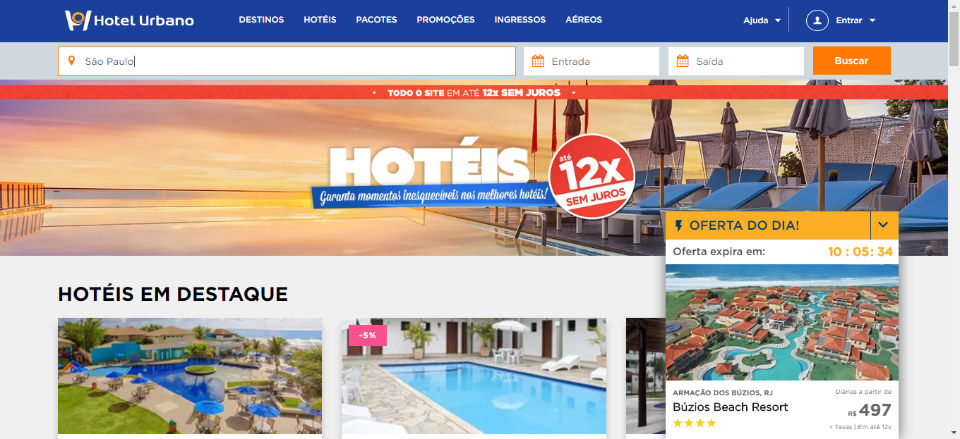 Hotel Urbano DESTINOS HOTÉIS PACOTES PROMOÇÕES INGRESSOS AÉREOS Ajuda Entrar
São Paulo Entrada Saída Buscar
• TODO O SITE EM ATÉ 12x SEM JUROS •
HOTÉIS
Garanta momentos inesquecíveis nos melhores hotéis!
até
12x
SEM JUROS
OFERTA DO DIA!
Oferta expira em: 10 : 05 : 34
HOTÉIS EM DESTAQUE
-5%
ARMAÇÃO DOS BÚZIOS, RJ Diárias a partir de
Búzios Beach Resort R$ 497
+ Taxas | Em até 12x